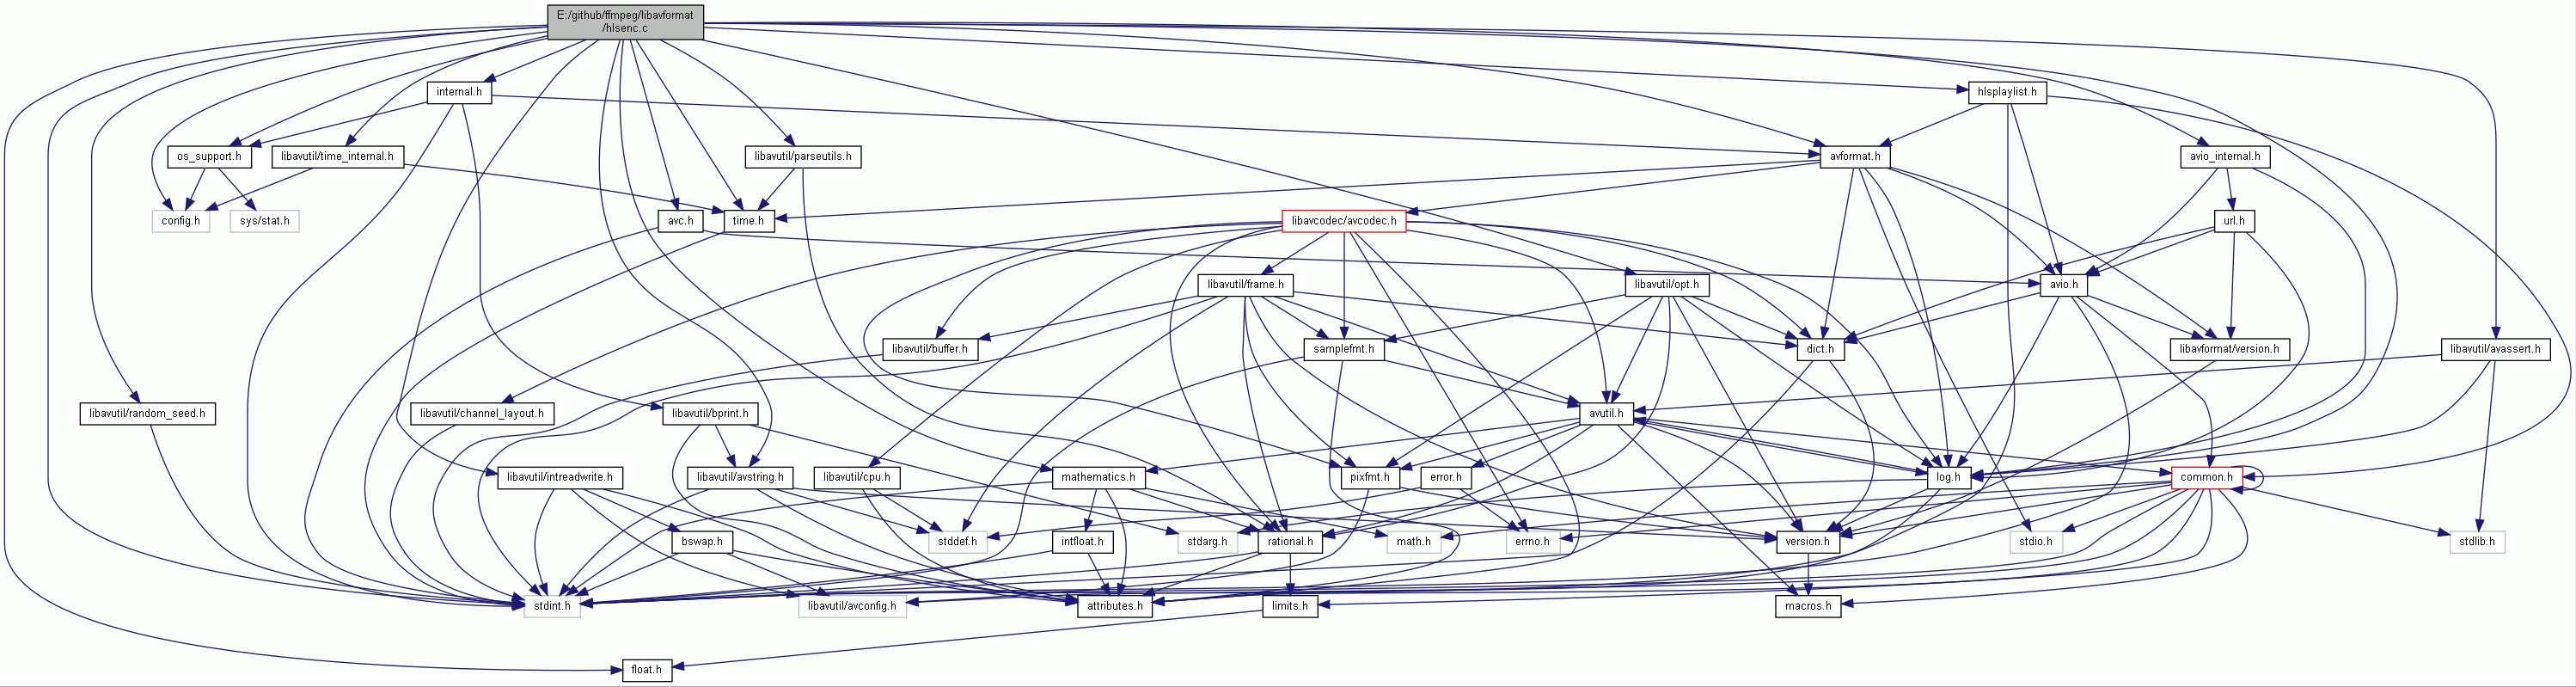 E:/github/ffmpeg/libavformat
/hlsenc.c
internal.h
hlsplaylist.h
os_support.h
libavutil/time_internal.h
libavutil/parseutils.h
avformat.h
avio_internal.h
config.h
sys/stat.h
avc.h
time.h
libavcodec/avcodec.h
url.h
libavutil/frame.h
libavutil/opt.h
avio.h
libavutil/buffer.h
samplefmt.h
dict.h
libavformat/version.h
libavutil/avassert.h
libavutil/random_seed.h
libavutil/channel_layout.h
libavutil/bprint.h
avutil.h
libavutil/intreadwrite.h
libavutil/avstring.h
libavutil/cpu.h
mathematics.h
pixfmt.h
error.h
log.h
common.h
bswap.h
stddef.h
intfloat.h
stdarg.h
rational.h
math.h
errno.h
version.h
stdio.h
stdlib.h
stdint.h
libavutil/avconfig.h
attributes.h
limits.h
macros.h
float.h